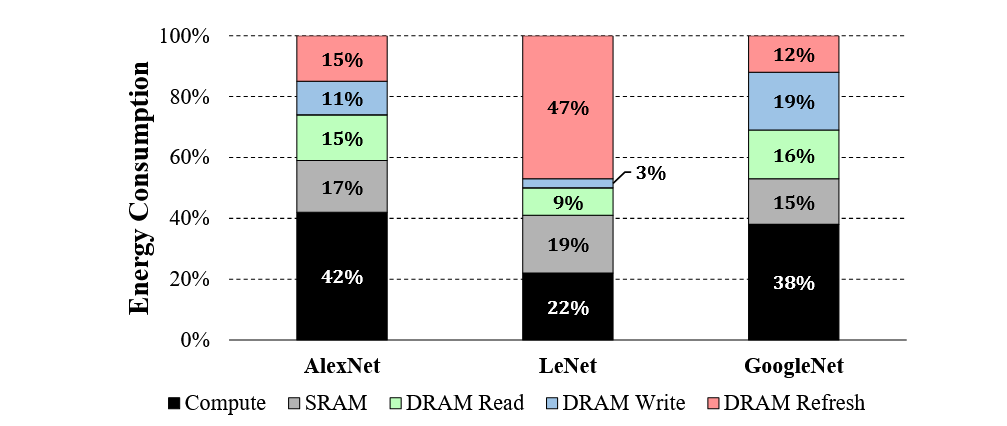 Energy Consumption
100%
80%
60%
40%
20%
0%
15%
11%
15%
17%
42%
47%
3%
9%
19%
22%
12%
19%
16%
15%
38%
AlexNet
LeNet
GoogleNet
Compute
SRAM
DRAM Read
DRAM Write
DRAM Refresh